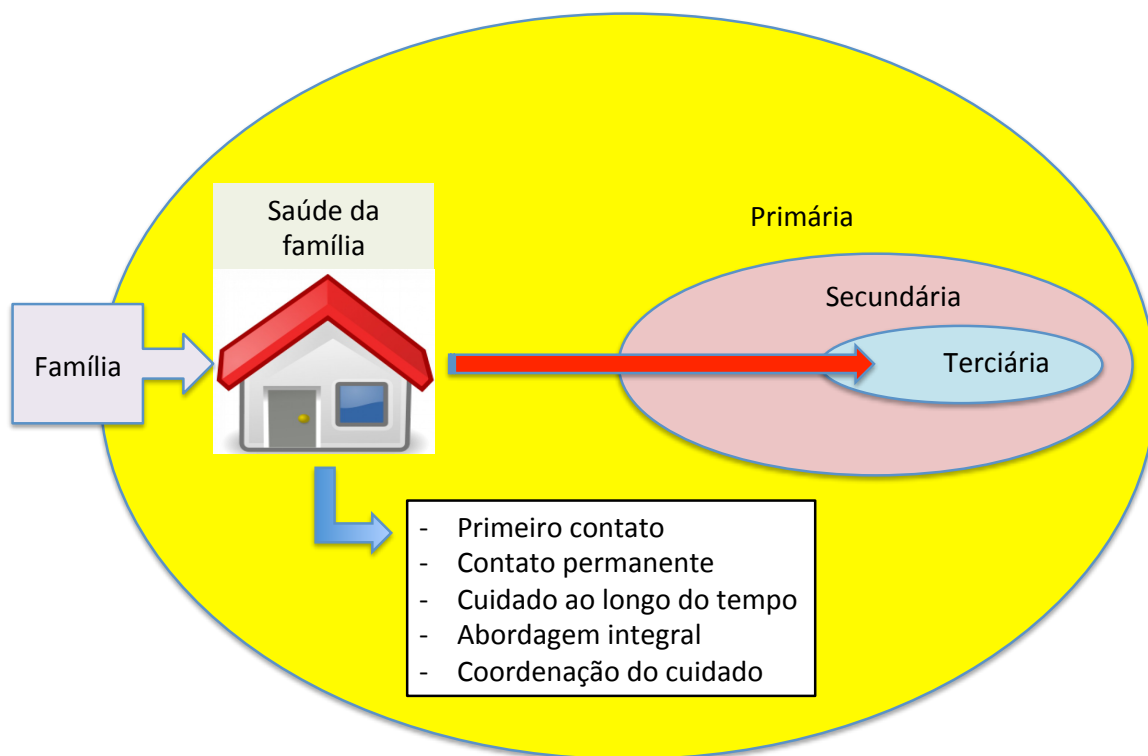 Saúde da
família
Primária
Secundária
Família
Terciária
- Primeiro contato
- Contato permanente
- Cuidado ao longo do tempo
- Abordagem integral
- Coordenação do cuidado